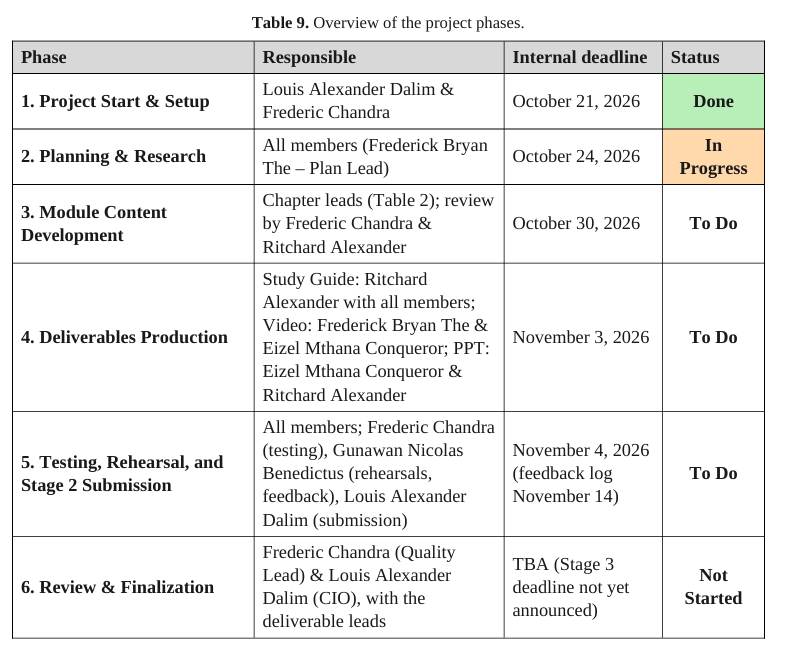 Table 9. Overview of the project phases.
Phase
Responsible
Internal deadline
Status
1. Project Start & Setup
Louis Alexander Dalim &
Frederic Chandra
October 21, 2026
Done
2. Planning & Research
All members (Frederick Bryan
The – Plan Lead)
October 24, 2026
In
Progress
3. Module Content
Development
Chapter leads (Table 2); review
by Frederic Chandra &
Ritchard Alexander
October 30, 2026
To Do
4. Deliverables Production
Study Guide: Ritchard
Alexander with all members;
Video: Frederick Bryan The &
Eizel Mthana Conqueror; PPT:
Eizel Mthana Conqueror &
Ritchard Alexander
November 3, 2026
To Do
5. Testing, Rehearsal, and
Stage 2 Submission
All members; Frederic Chandra
(testing), Gunawan Nicolas
Benedictus (rehearsals,
feedback), Louis Alexander
Dalim (submission)
November 4, 2026
(feedback log
November 14)
To Do
6. Review & Finalization
Frederic Chandra (Quality
Lead) & Louis Alexander
Dalim (CIO), with the
deliverable leads
TBA (Stage 3
deadline not yet
announced)
Not
Started